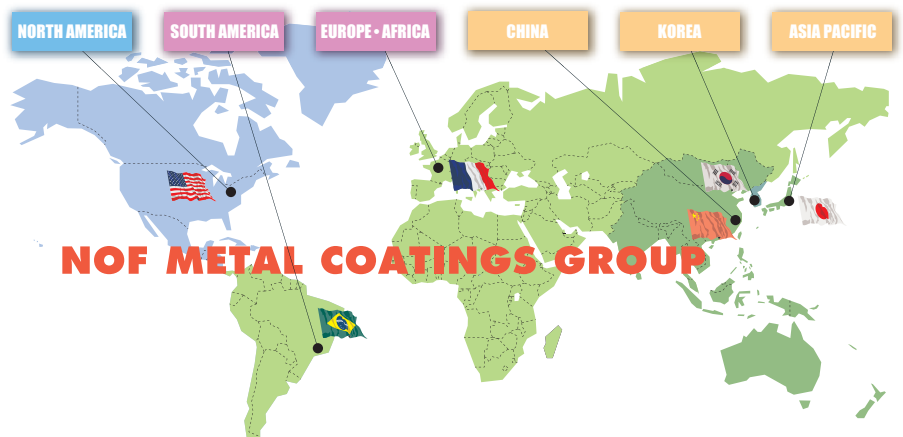 NORTH AMERICA
SOUTH AMERICA
EUROPE • AFRICA
CHINA
KOREA
ASIA PACIFIC
NOF METAL COATINGS GROUP